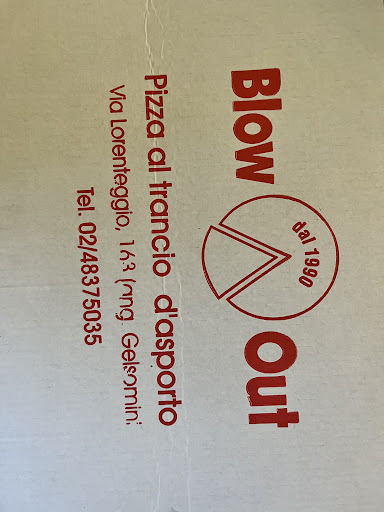 Blow Out
dal 1990
Pizza al trancio d'asporto
Via Lorenteggio, 163 (ang. Gelsomini
Tel. 02/48375035